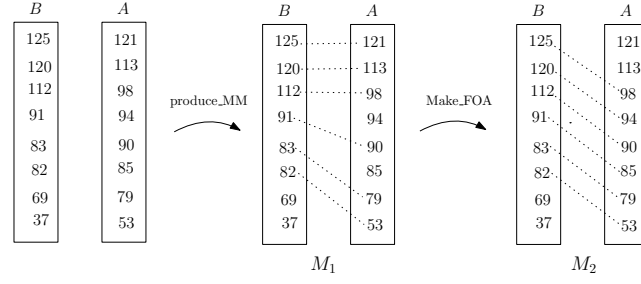 B A B A B A
125 121 125 121 125 121
120 113 120 113 120 113
112 98 112 98 112 98
produce_MM Make_FOA
91 94 91 94 91 94
83 90 83 90 83 90
82 85 82 85 82 85
69 79 69 79 69 79
37 53 37 53 37 53
M1 M2